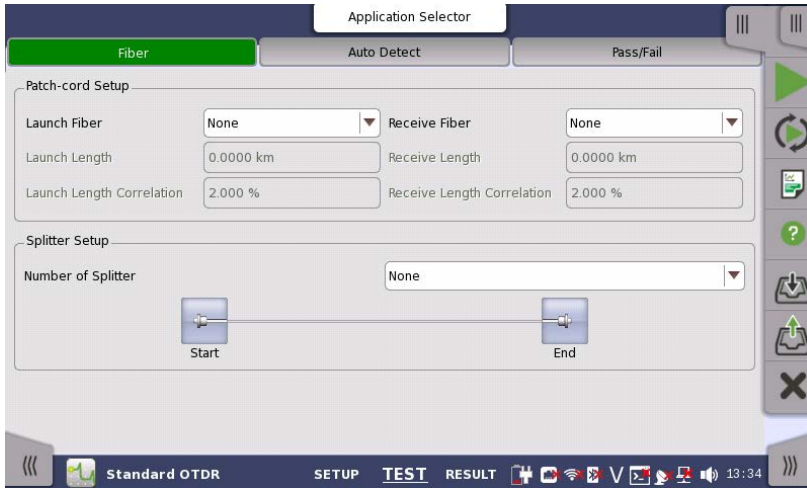 Application Selector
Fiber Auto Detect Pass/Fail
Patch-cord Setup
Launch Fiber None Receive Fiber None
Launch Length 0.0000 km Receive Length 0.0000 km
Launch Length Correlation 2.000 % Receive Length Correlation 2.000 %
Splitter Setup
Number of Splitter None
Start End
Standard OTDR SETUP TEST RESULT V 13:34